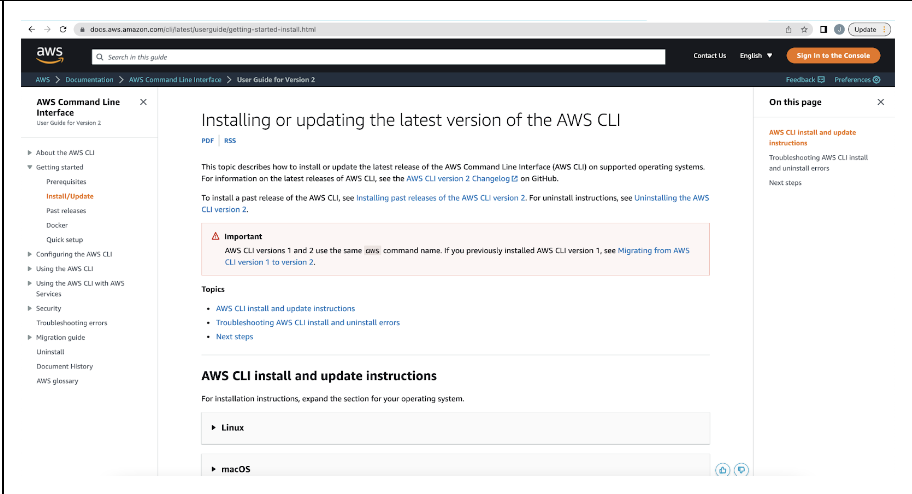 docs.aws.amazon.com/cli/latest/userguide/getting-started-install.html
Update
aws
Search in this guide
Contact Us
English
Sign In to the Console
AWS > Documentation > AWS Command Line Interface > User Guide for Version 2
Feedback
Preferences
AWS Command Line
Interface
User Guide for Version 2
About the AWS CLI
Getting started
Prerequisites
Install/Update
Past releases
Docker
Quick setup
Configuring the AWS CLI
Using the AWS CLI
Using the AWS CLI with AWS
Services
Security
Troubleshooting errors
Migration guide
Uninstall
Document History
AWS glossary
Installing or updating the latest version of the AWS CLI
PDF | RSS
This topic describes how to install or update the latest release of the AWS Command Line Interface (AWS CLI) on supported operating systems.
For information on the latest releases of AWS CLI, see the AWS CLI version 2 Changelog on GitHub.
To install a past release of the AWS CLI, see Installing past releases of the AWS CLI version 2. For uninstall instructions, see Uninstalling the AWS
CLI version 2.
Important
AWS CLI versions 1 and 2 use the same aws command name. If you previously installed AWS CLI version 1, see Migrating from AWS
CLI version 1 to version 2.
Topics
• AWS CLI install and update instructions
• Troubleshooting AWS CLI install and uninstall errors
• Next steps
AWS CLI install and update instructions
For installation instructions, expand the section for your operating system.
Linux
macOS
On this page
AWS CLI install and update
instructions
Troubleshooting AWS CLI install
and uninstall errors
Next steps